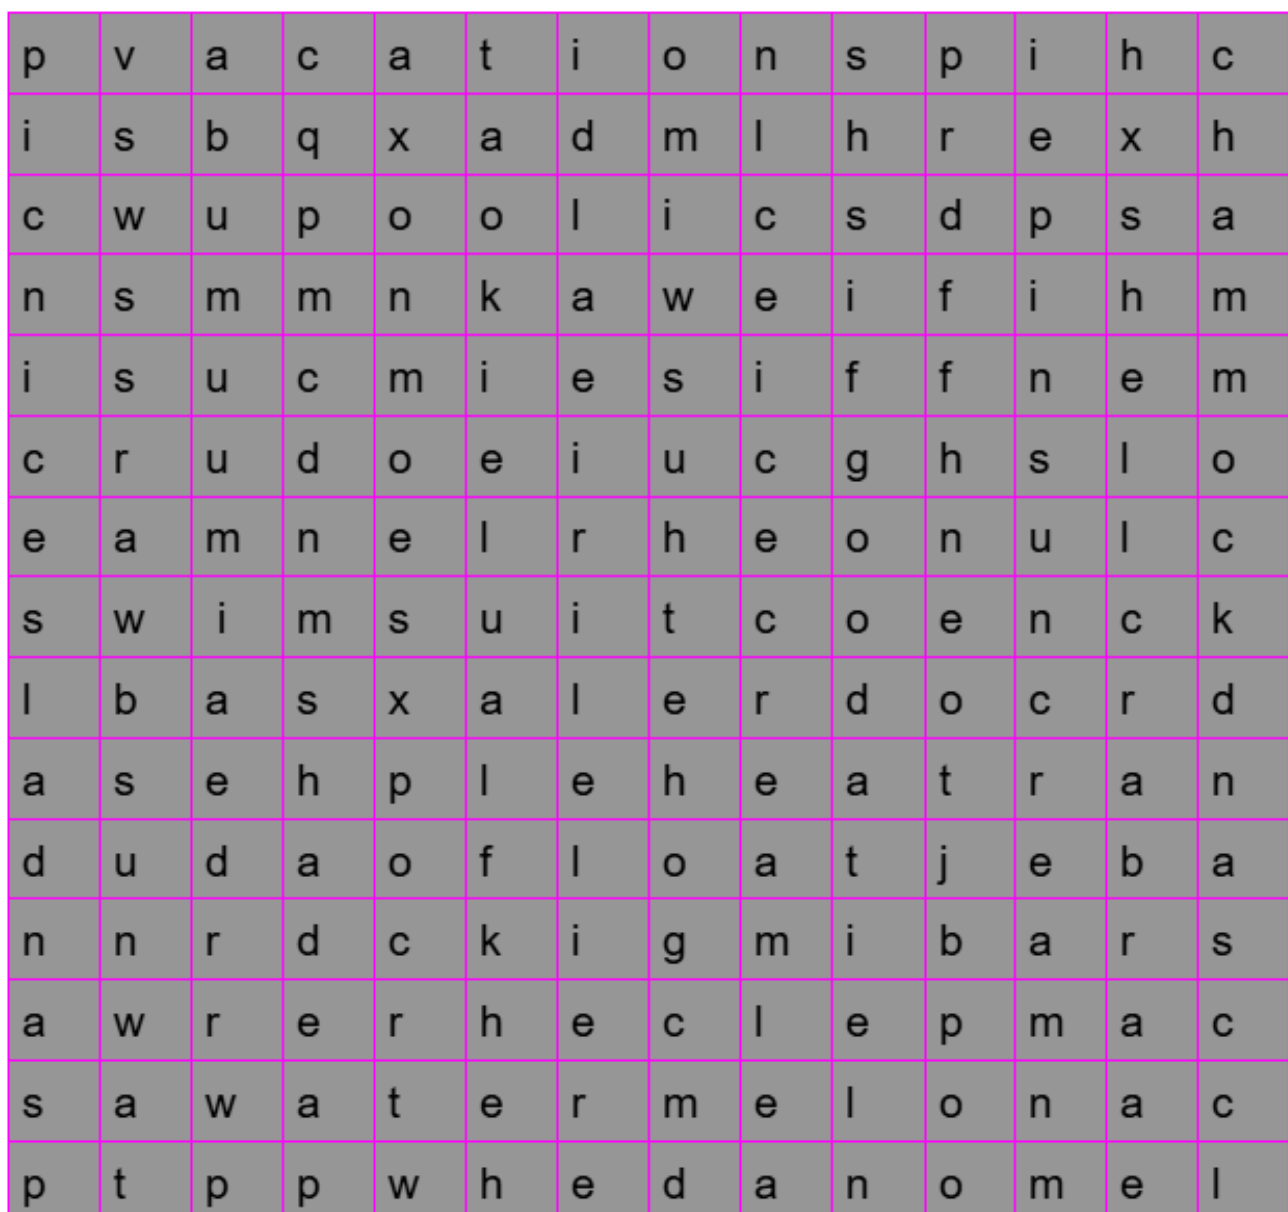 p v a c a t i o n s p i h c
i s b q x a d m l h r e x h
c w u p o o l i c s d p s a
n s m m n k a w e i f i h m
i s u c m i e s i f f n e m
c r u d o e i u c g h s l o
e a m n e l r h e o n u l c
s w i m s u i t c o e n c k
l b a s x a l e r d o c r d
a s e h p l e h e a t r a n
d u d a o f l o a t j e b a
n n r d c k i g m i b a r s
a w r e r h e c l e p m a c
s a w a t e r m e l o n a c
p t p p w h e d a n o m e l